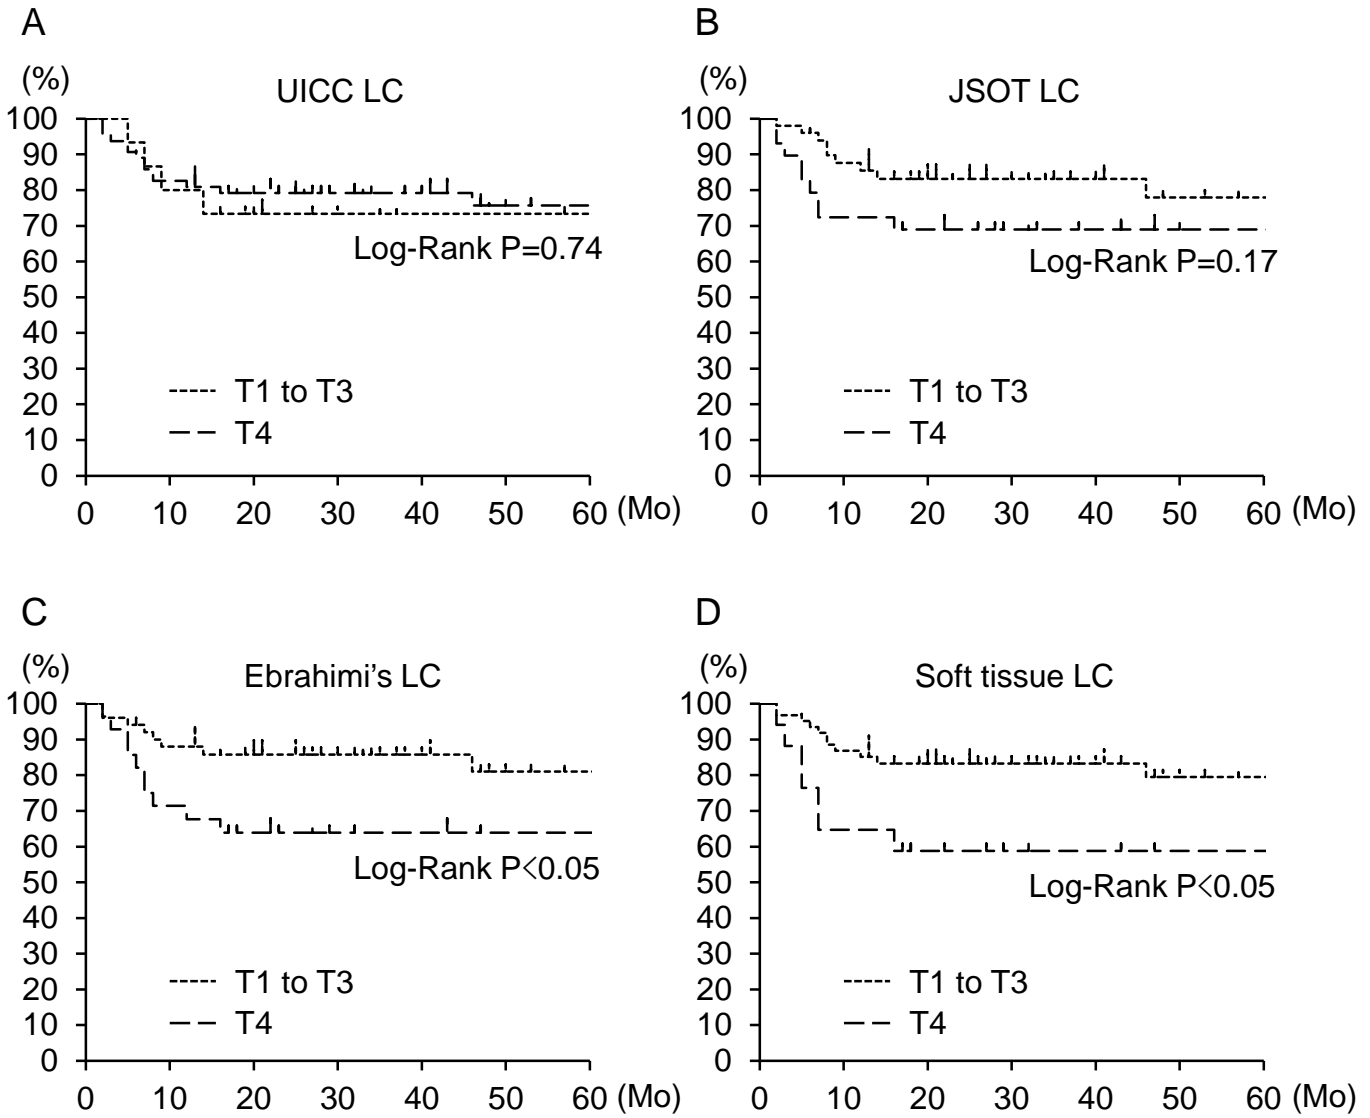 A
(%)
UICC LC
100
90
80
70
60
50
40
30
20
10
0
Log-Rank P=0.74
T1 to T3
T4
0 10 20 30 40 50 60 (Mo)
B
(%)
JSOT LC
100
90
80
70
60
50
40
30
20
10
0
Log-Rank P=0.17
T1 to T3
T4
0 10 20 30 40 50 60 (Mo)
C
(%)
Ebrahimi’s LC
100
90
80
70
60
50
40
30
20
10
0
Log-Rank P<0.05
T1 to T3
T4
0 10 20 30 40 50 60 (Mo)
D
(%)
Soft tissue LC
100
90
80
70
60
50
40
30
20
10
0
Log-Rank P<0.05
T1 to T3
T4
0 10 20 30 40 50 60 (Mo)